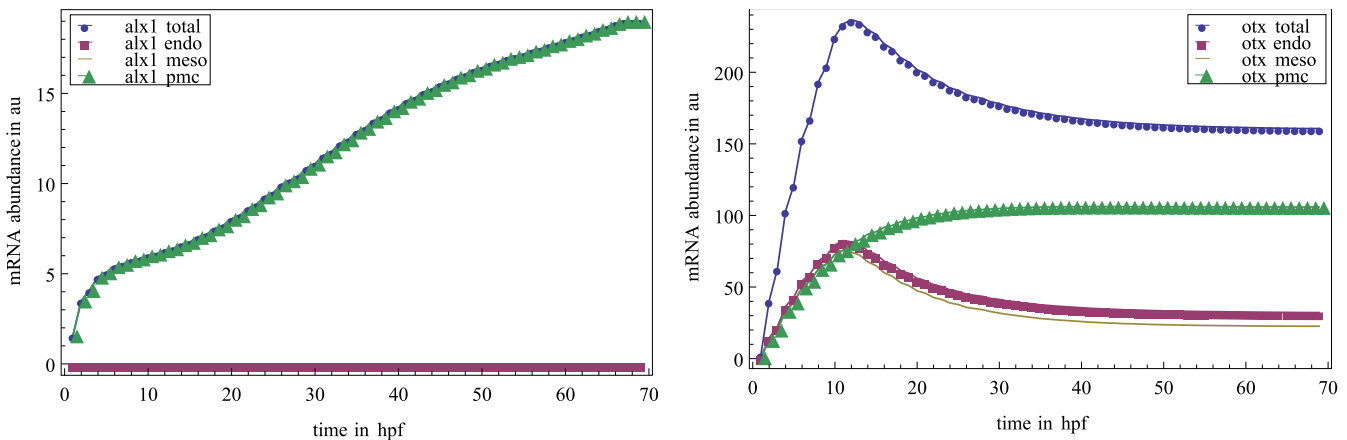 alx1 total
alx1 endo
alx1 meso
alx1 pmc
15
10
5
0
mRNA abundance in au
0 10 20 30 40 50 60 70
time in hpf
otx total
otx endo
otx meso
otx pmc
200
150
100
50
0
mRNA abundance in au
0 10 20 30 40 50 60 70
time in hpf